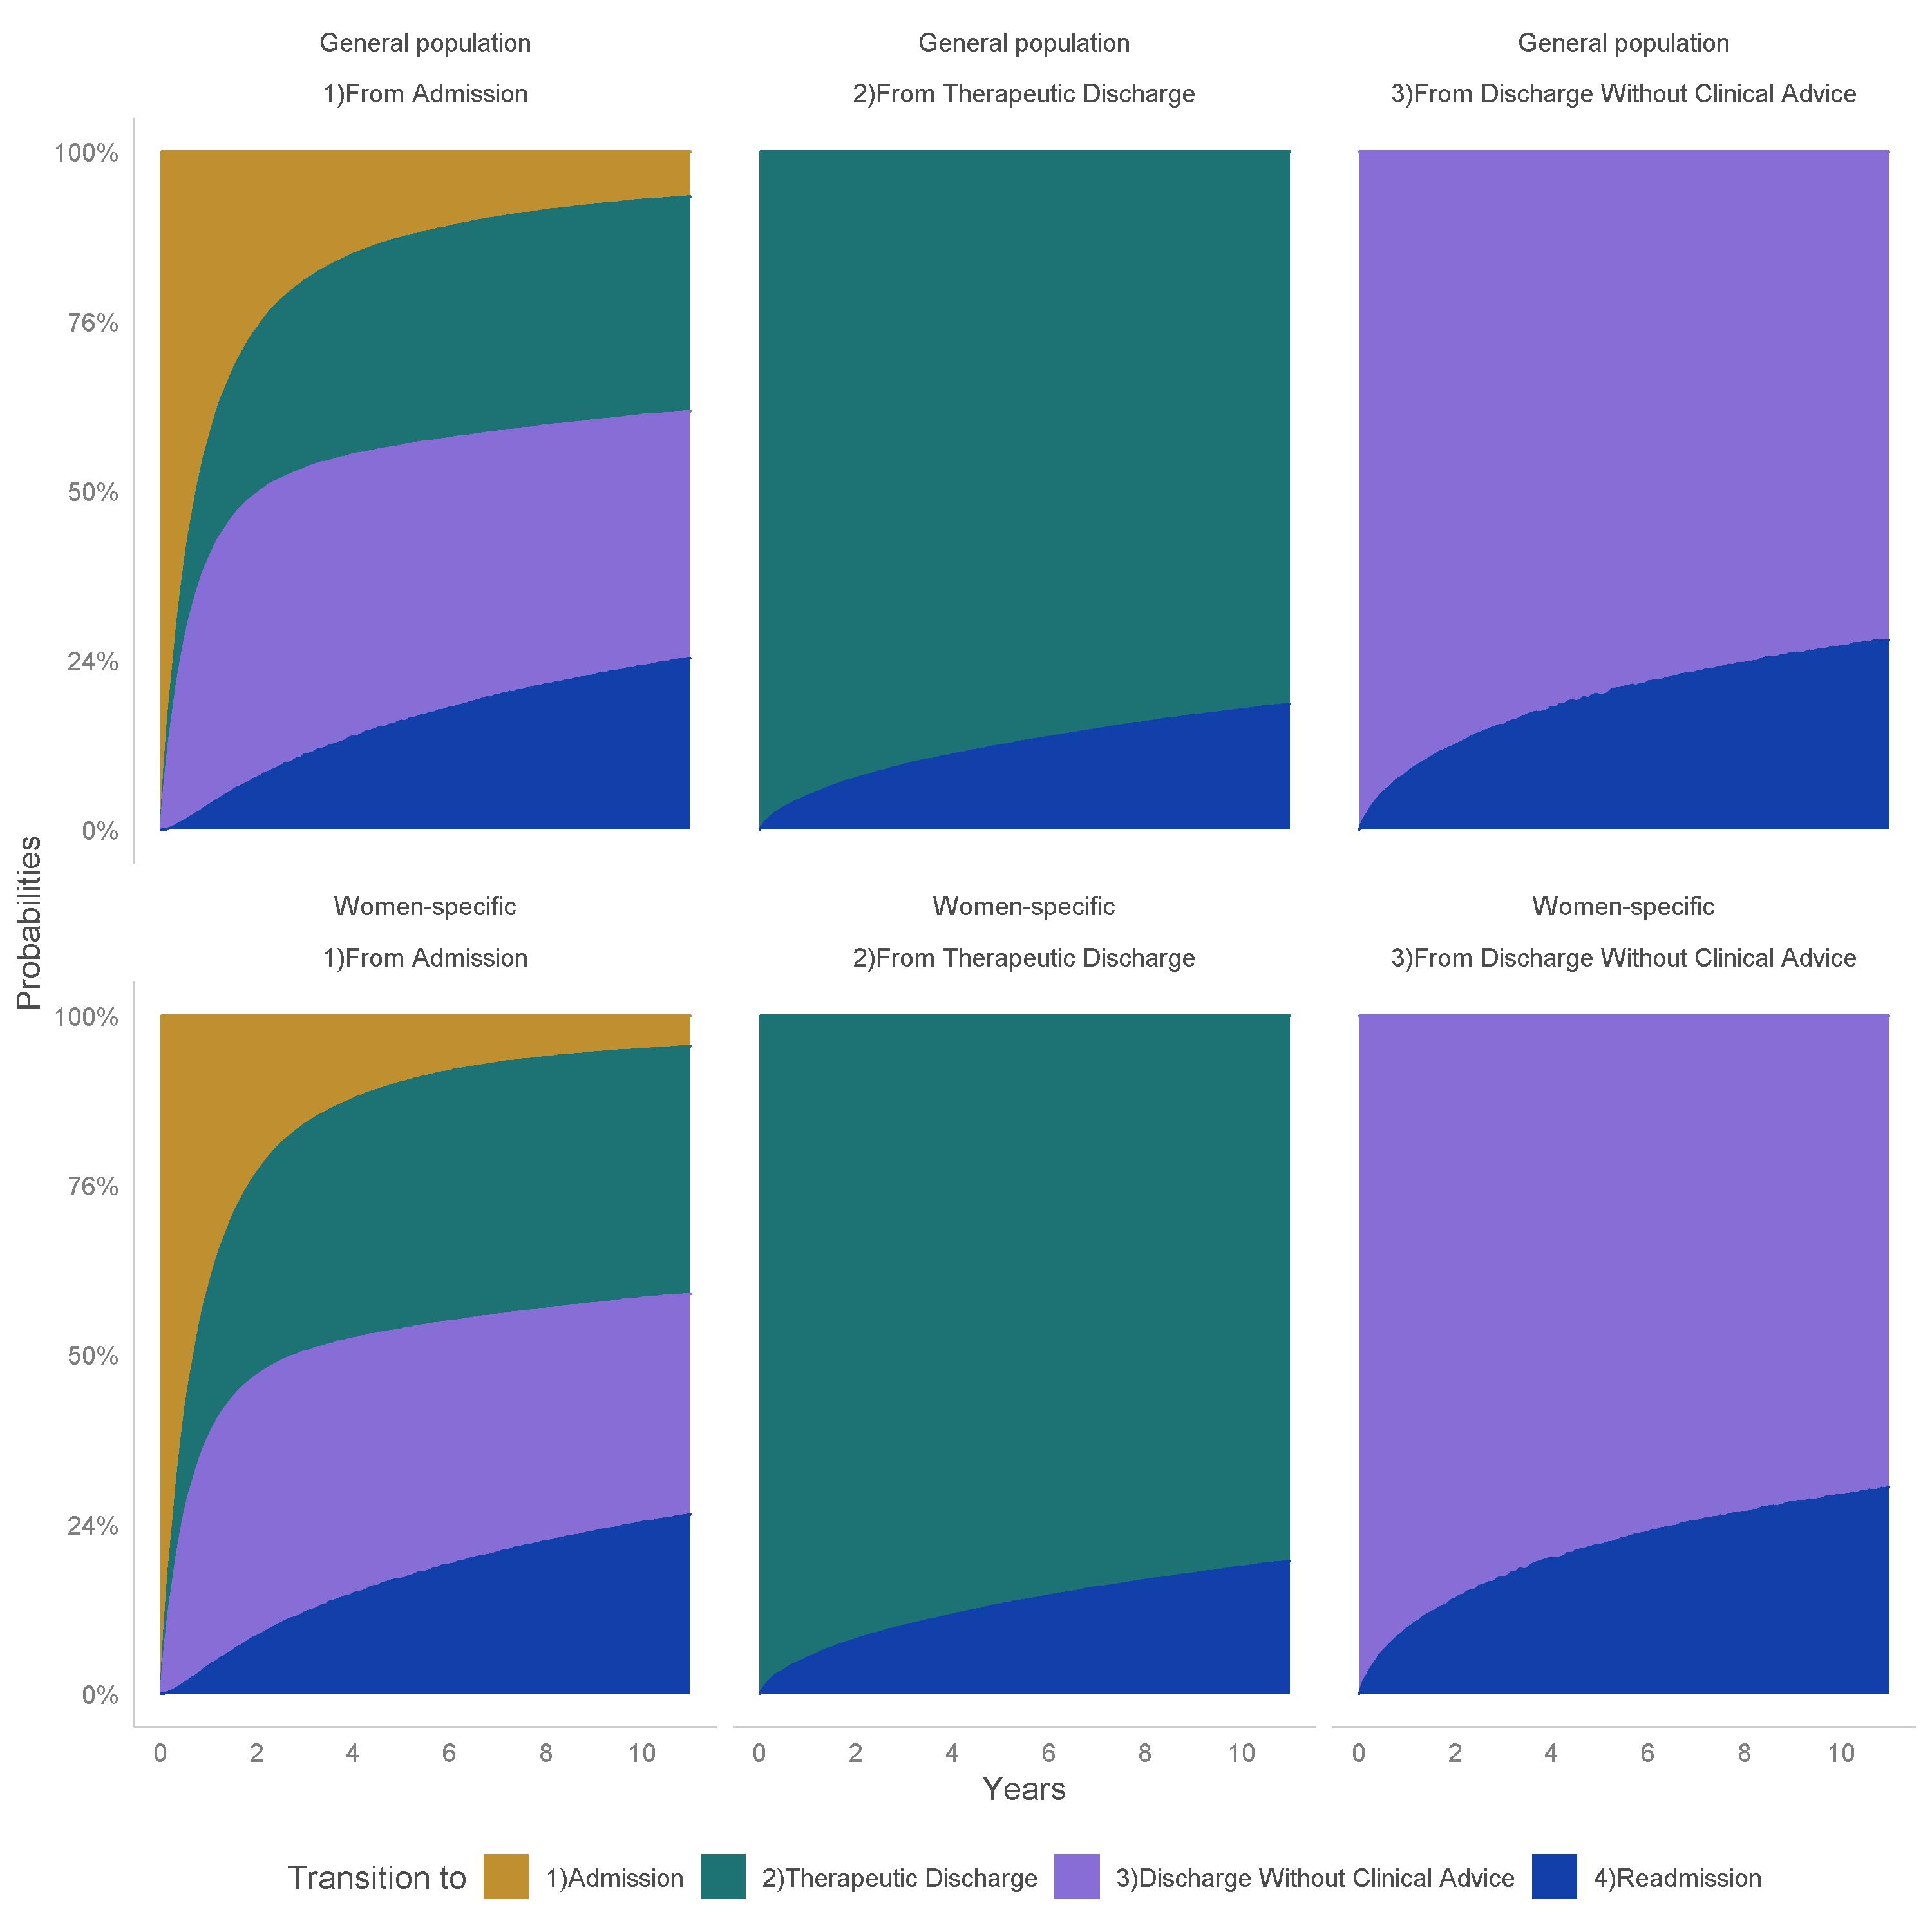 General population
1)From Admission
General population
2)From Therapeutic Discharge
General population
3)From Discharge Without Clinical Advice
100%
76%
50%
24%
0%
Probabilities
Women-specific
1)From Admission
Women-specific
2)From Therapeutic Discharge
Women-specific
3)From Discharge Without Clinical Advice
100%
76%
50%
24%
0%
0 2 4 6 8 10
0 2 4 6 8 10
0 2 4 6 8 10
Years
Transition to 1)Admission 2)Therapeutic Discharge 3)Discharge Without Clinical Advice 4)Readmission